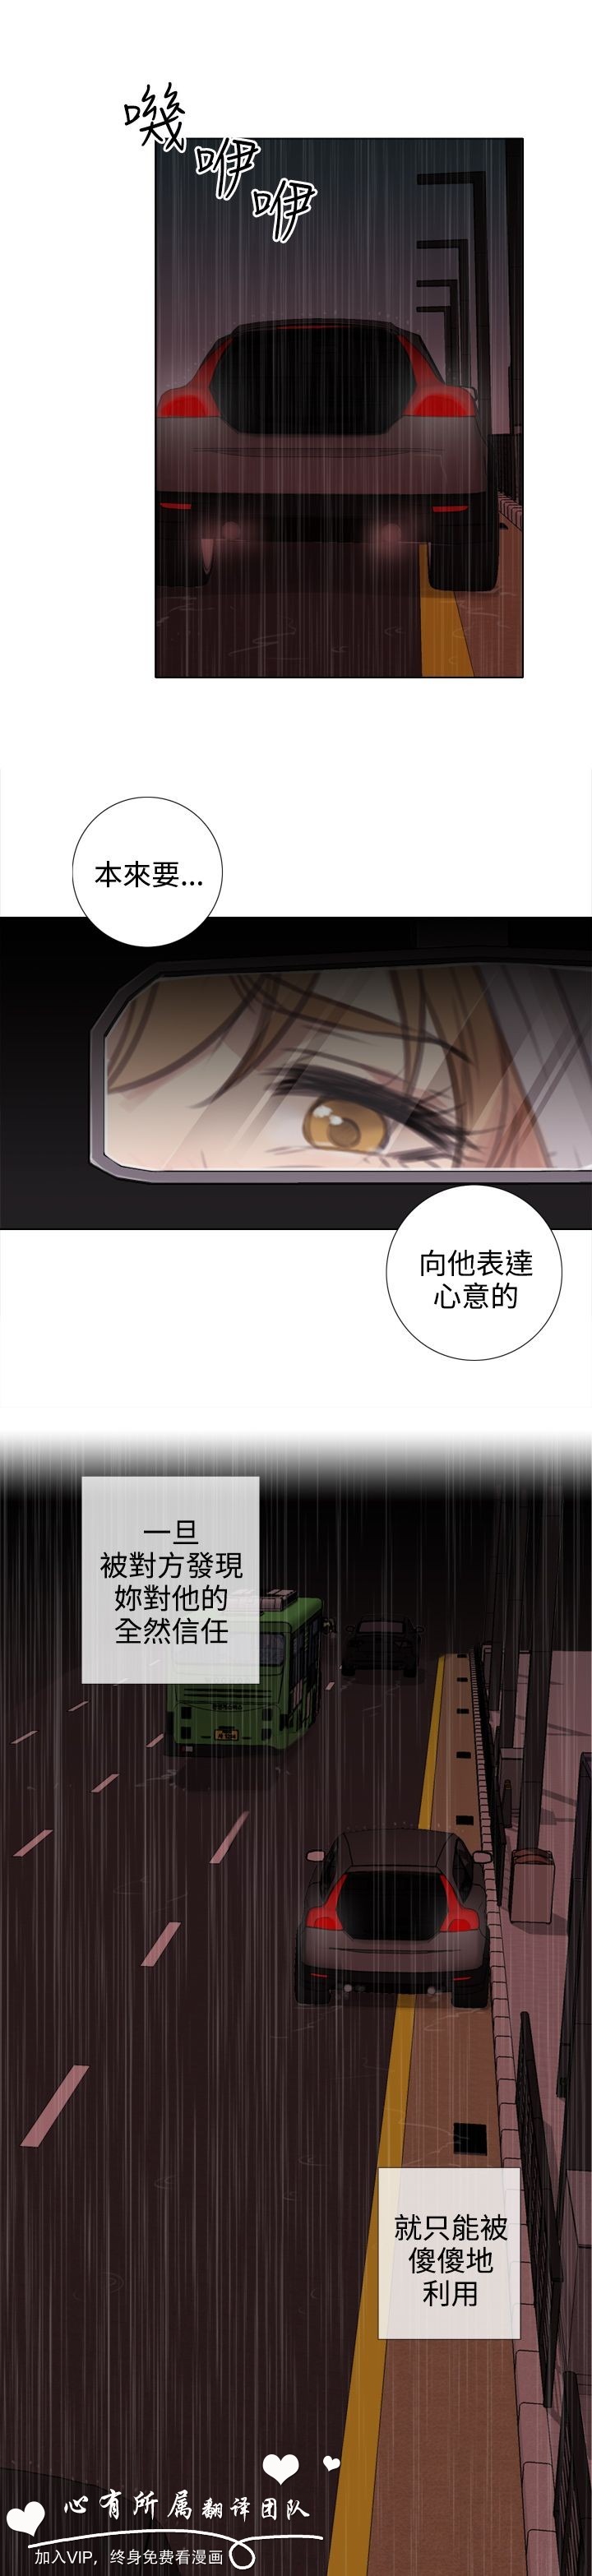 嘰
咿
咿
本來要...
向他表達
心意的
一旦
被對方發現
妳對他的
全然信任
就只能被
傻傻地
利用
心有所属翻译团队
加入VIP，终身免费看漫画